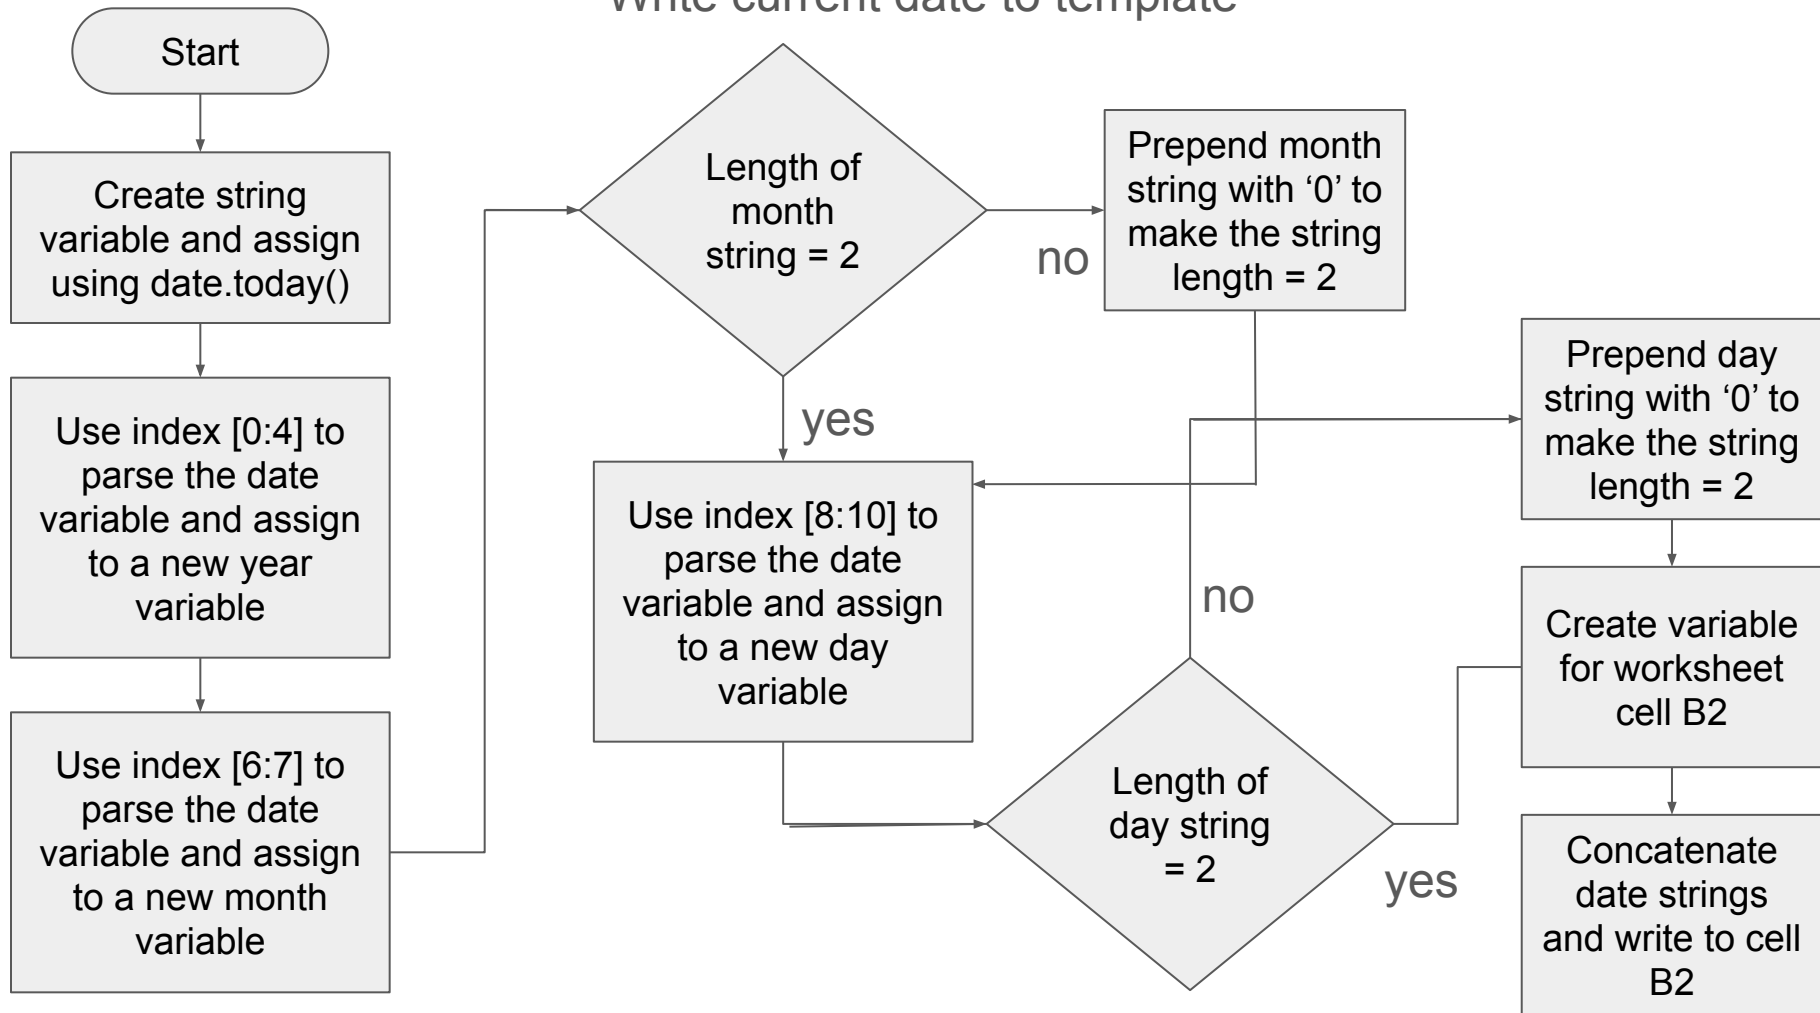 Write current date to template
Start
Create string
variable and assign
using date.today()
Use index [0:4] to
parse the date
variable and assign
to a new year
variable
Use index [6:7] to
parse the date
variable and assign
to a new month
variable
Length of
month
string = 2
no
yes
Prepend month
string with ‘0’ to
make the string
length = 2
Use index [8:10] to
parse the date
variable and assign
to a new day
variable
Length of
day string
= 2
no
yes
Prepend day
string with ‘0’ to
make the string
length = 2
Create variable
for worksheet
cell B2
Concatenate
date strings
and write to cell
B2